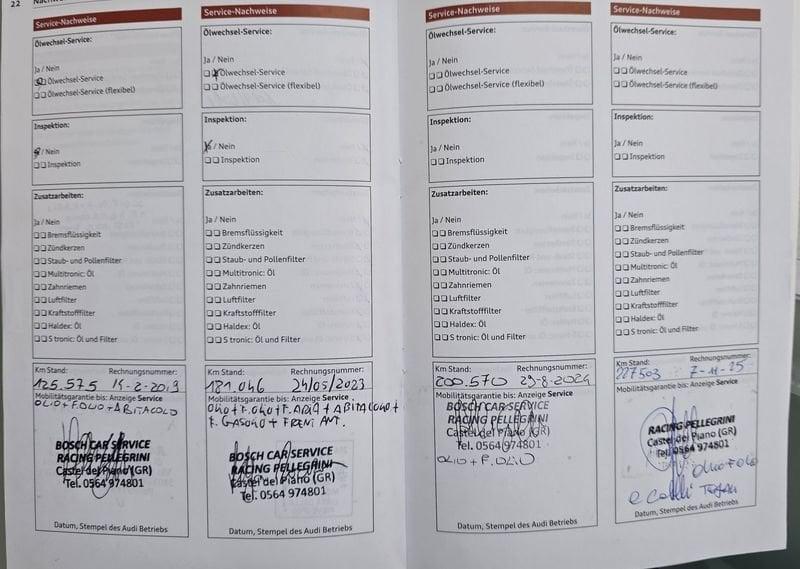 22
Service-Nachweise
Ölwechsel-Service:
Ja / Nein
Ölwechsel-Service
Ölwechsel-Service (flexibel)
Inspektion:
/ Nein
Inspektion
Zusatzarbeiten:
Ja / Nein
Bremsflüssigkeit
Zündkerzen
Staub- und Pollenfilter
Multitronic: Öl
Zahnriemen
Luftfilter
Kraftstofffilter
Haldex: Öl
S tronic: Öl und Filter
Km Stand: Rechnungsnummer:
125.575 14-2-2019
Mobilitätsgarantie bis: Anzeige Service
OLIO + F.OLIO + ABITACOLO
BOSCH CAR SERVICE
RACING PELLEGRINI
Castel del Piano (GR)
Tel. 0564 974801
Datum, Stempel des Audi Betriebs
Service-Nachweise
Ölwechsel-Service:
Ja / Nein
Ölwechsel-Service
Ölwechsel-Service (flexibel)
Inspektion:
Ja / Nein
Inspektion
Zusatzarbeiten:
Ja / Nein
Bremsflüssigkeit
Zündkerzen
Staub- und Pollenfilter
Multitronic: Öl
Zahnriemen
Luftfilter
Kraftstofffilter
Haldex: Öl
S tronic: Öl und Filter
Km Stand: Rechnungsnummer:
181.046 24/05/2023
Mobilitätsgarantie bis: Anzeige Service
OLIO + F.OLIO + F.ARIA + ABITACOLO +
F. GASOLIO + FRENI ANT.
BOSCH CAR SERVICE
RACING PELLEGRINI
Castel del Piano (GR)
Tel. 0564 974801
Datum, Stempel des Audi Betriebs
Service-Nachweise
Ölwechsel-Service:
Ja / Nein
Ölwechsel-Service
Ölwechsel-Service (flexibel)
Inspektion:
Ja / Nein
Inspektion
Zusatzarbeiten:
Ja / Nein
Bremsflüssigkeit
Zündkerzen
Staub- und Pollenfilter
Multitronic: Öl
Zahnriemen
Luftfilter
Kraftstofffilter
Haldex: Öl
S tronic: Öl und Filter
Km Stand: Rechnungsnummer:
200.570 29-8-2024
Mobilitätsgarantie bis: Anzeige Service
BOSCH CAR SERVICE
RACING PELLEGRINI
Castel del Piano (GR)
Tel. 0564 974801
OLIO + F.OLIO
Datum, Stempel des Audi Betriebs
Service-Nachweise
Ölwechsel-Service:
Ja / Nein
Ölwechsel-Service
Ölwechsel-Service (flexibel)
Inspektion:
Ja / Nein
Inspektion
Zusatzarbeiten:
Ja / Nein
Bremsflüssigkeit
Zündkerzen
Staub- und Pollenfilter
Multitronic: Öl
Zahnriemen
Luftfilter
Kraftstofffilter
Haldex: Öl
S tronic: Öl und Filter
Km Stand: Rechnungsnummer:
227503 7-11-25
Mobilitätsgarantie bis: Anzeige Service
RACING PELLEGRINI
Castel del Piano (GR)
Tel. 0564 974801
Datum, Stempel des Audi Betriebs